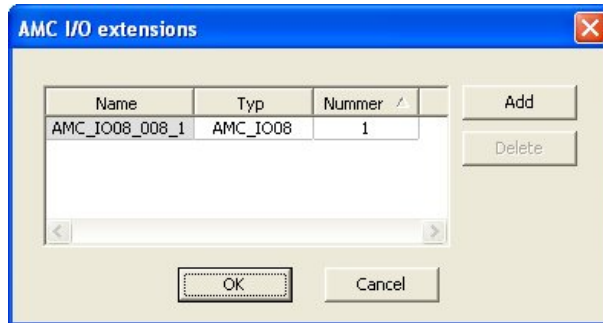 AMC I/O extensions
Name Typ Nummer
AMC_IO08_008_1 AMC_IO08 1
Add
Delete
OK Cancel